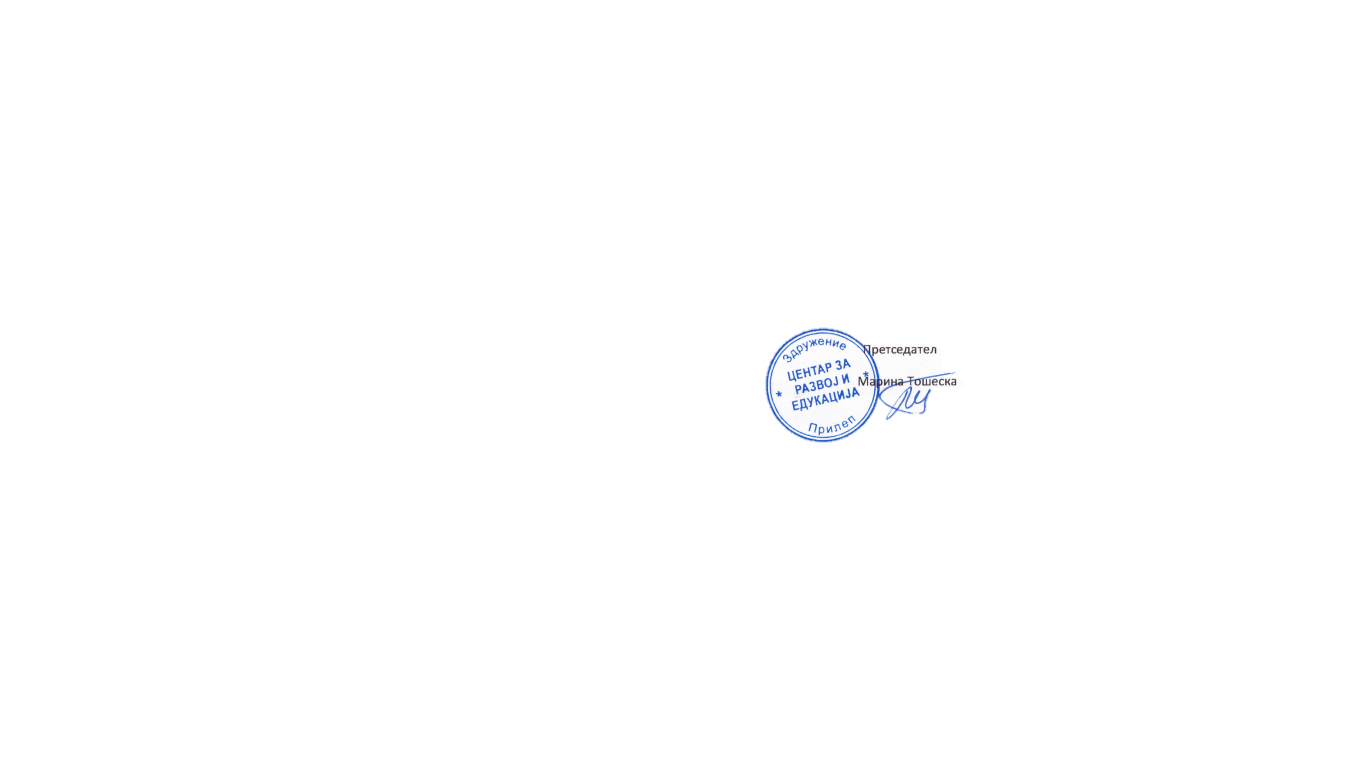 Здружение
ЦЕНТАР ЗА
РАЗВОЈ И
ЕДУКАЦИЈА
Прилеп
Претседател
Марина Тошеска